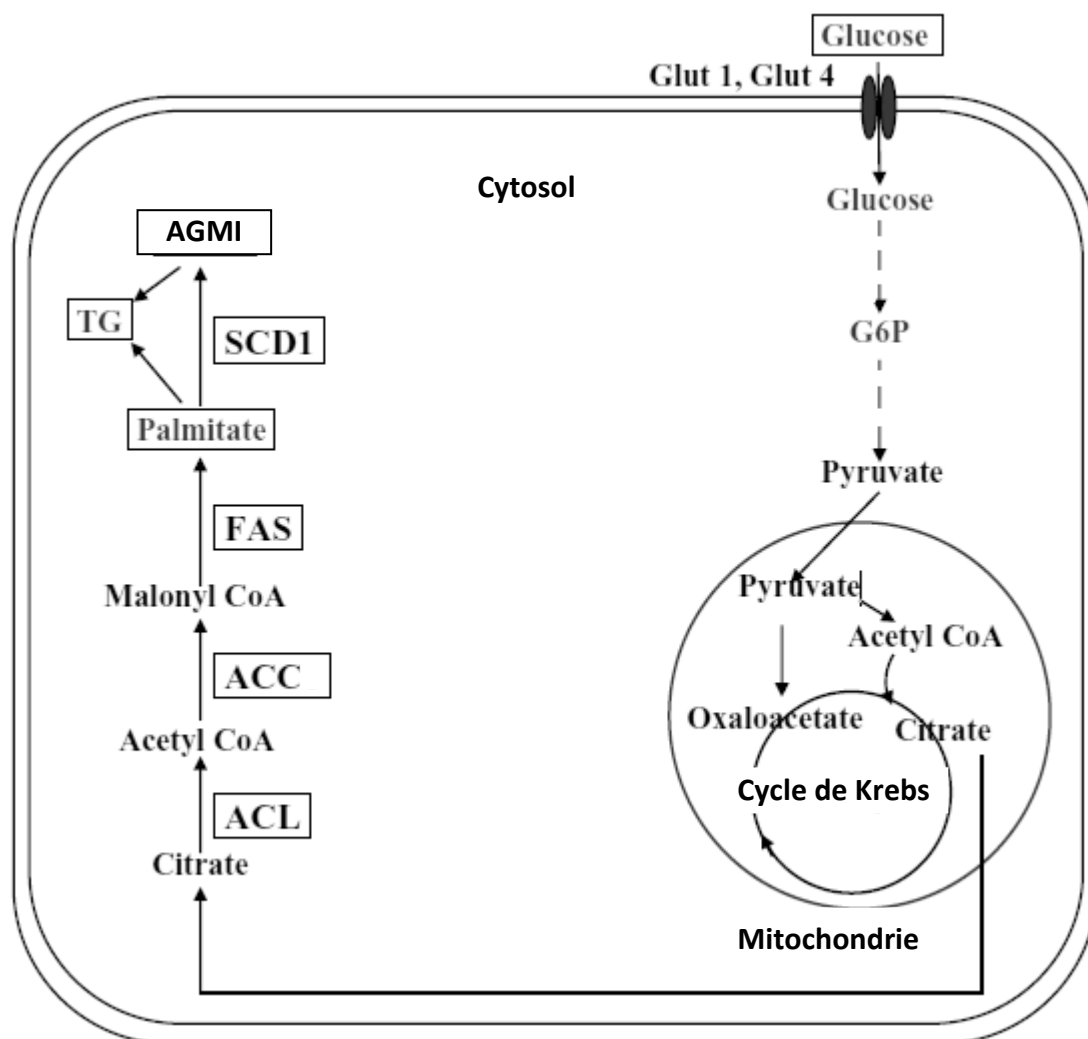 Glucose
Glut 1, Glut 4
Cytosol
Glucose
AGMI
TG
SCD1
G6P
Palmitate
Pyruvate
FAS
Pyruvate
Malonyl CoA
Acetyl CoA
ACC
Oxaloacetate
Citrate
Acetyl CoA
Cycle de Krebs
ACL
Citrate
Mitochondrie